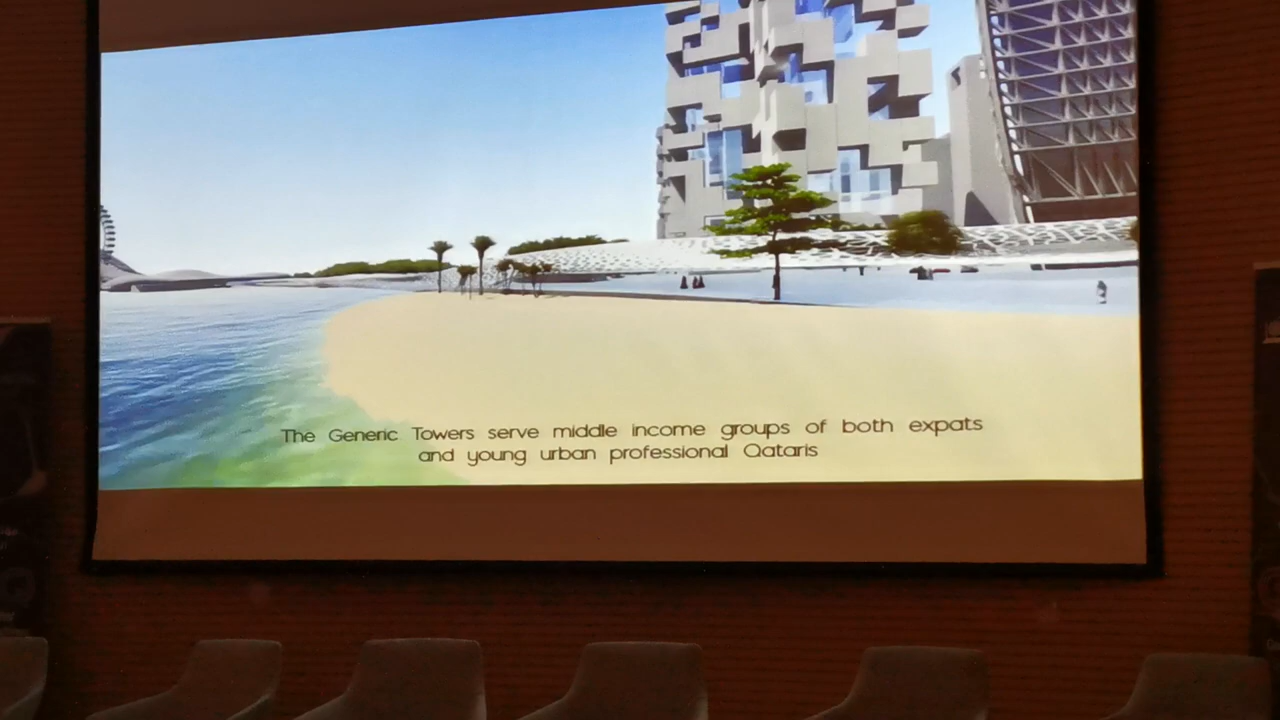 The Generic Towers serve middle income groups of both expats
and young urban professional Qataris